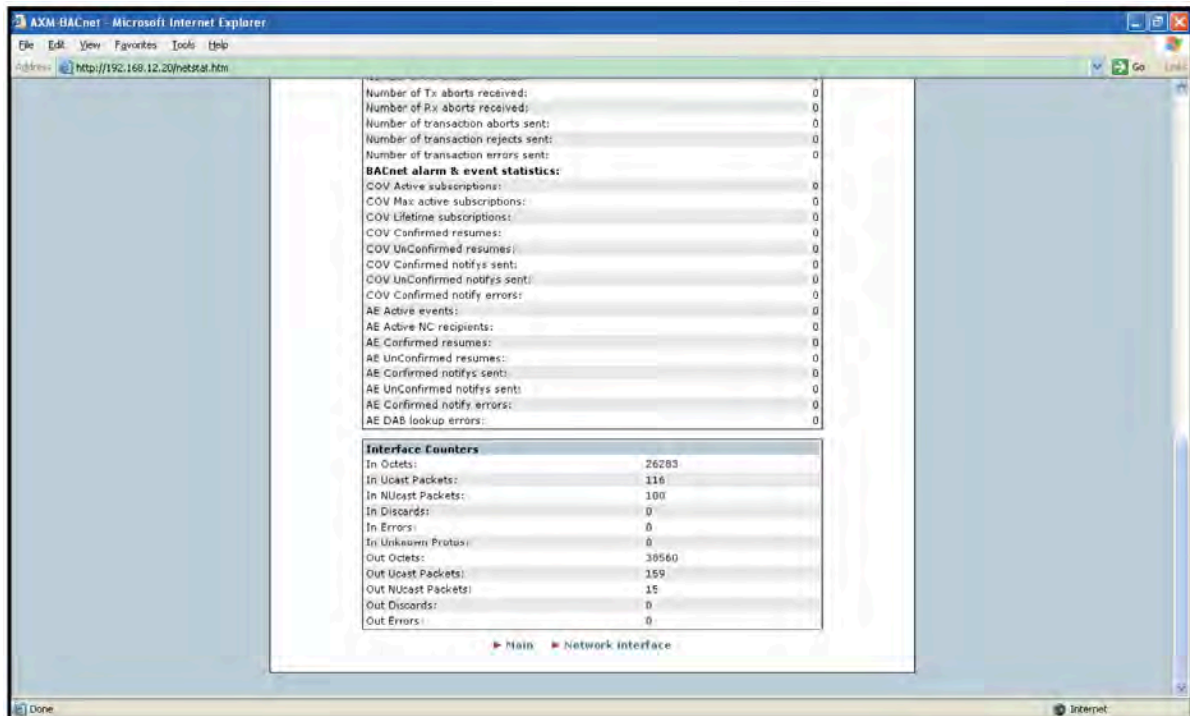 AXM-BACnet - Microsoft Internet Explorer
File Edit View Favorites Tools Help
Address http://192.168.12.20/netstat.htm Go Links
Number of Tx aborts received: 0
Number of Rx aborts received: 0
Number of transaction aborts sent: 0
Number of transaction rejects sent: 0
Number of transaction errors sent: 0
BACnet alarm & event statistics:
COV Active subscriptions: 0
COV Max active subscriptions: 0
COV Lifetime subscriptions: 0
COV Confirmed resumes: 0
COV UnConfirmed resumes: 0
COV Confirmed notifys sent: 0
COV UnConfirmed notifys sent: 0
COV Confirmed notify errors: 0
AE Active events: 0
AE Active NC recipients: 0
AE Confirmed resumes: 0
AE UnConfirmed resumes: 0
AE Confirmed notifys sent: 0
AE UnConfirmed notifys sent: 0
AE Confirmed notify errors: 0
AE DAB lookup errors: 0
Interface Counters
In Octets: 26283
In Ucast Packets: 116
In NUcast Packets: 100
In Discards: 0
In Errors: 0
In Unknown Protos: 0
Out Octets: 38560
Out Ucast Packets: 159
Out NUcast Packets: 15
Out Discards: 0
Out Errors: 0
Main Network interface
Done Internet